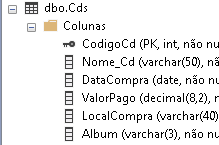 dbo.Cds
Colunas
CodigoCd (PK, int, não nu
Nome_Cd (varchar(50), não
DataCompra (date, não nu
ValorPago (decimal(8,2), n
LocalCompra (varchar(40)
Album (varchar(3), não nu